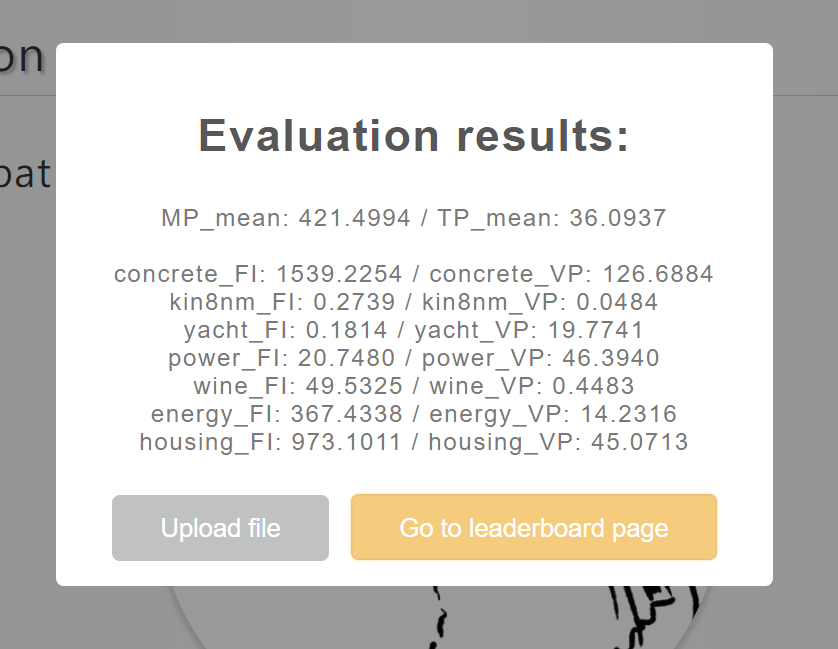 on
pat
Evaluation results:
MP_mean: 421.4994 / TP_mean: 36.0937
concrete_FI: 1539.2254 / concrete_VP: 126.6884
kin8nm_FI: 0.2739 / kin8nm_VP: 0.0484
yacht_FI: 0.1814 / yacht_VP: 19.7741
power_FI: 20.7480 / power_VP: 46.3940
wine_FI: 49.5325 / wine_VP: 0.4483
energy_FI: 367.4338 / energy_VP: 14.2316
housing_FI: 973.1011 / housing_VP: 45.0713
Upload file
Go to leaderboard page